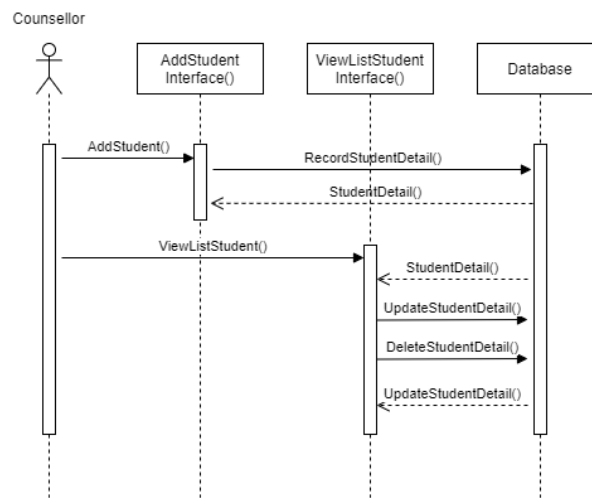 Counsellor
AddStudent
Interface()
ViewListStudent
Interface()
Database
AddStudent()
RecordStudentDetail()
StudentDetail()
ViewListStudent()
StudentDetail()
UpdateStudentDetail()
DeleteStudentDetail()
UpdateStudentDetail()